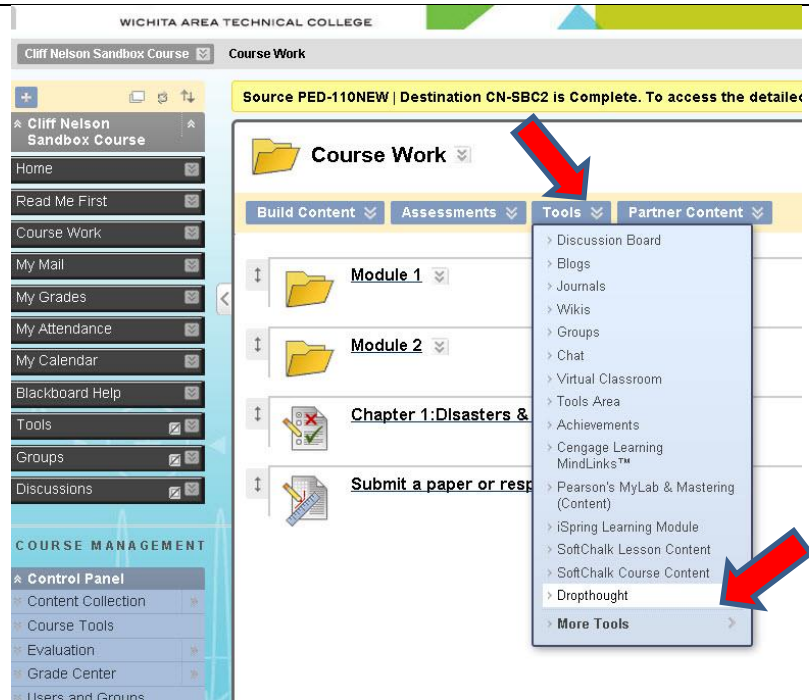 WICHITA AREA TECHNICAL COLLEGE
Cliff Nelson Sandbox Course
Course Work
Source PED-110NEW | Destination CN-SBC2 is Complete. To access the detailed
Cliff Nelson
Sandbox Course
Home
Read Me First
Course Work
My Mail
My Grades
My Attendance
My Calendar
Blackboard Help
Tools
Groups
Discussions
COURSE MANAGEMENT
Control Panel
Content Collection
Course Tools
Evaluation
Grade Center
Users and Groups
Course Work
Build Content
Assessments
Tools
Partner Content
Module 1
Module 2
Chapter 1:DIsasters &
Submit a paper or resp
> Discussion Board
> Blogs
> Journals
> Wikis
> Groups
> Chat
> Virtual Classroom
> Tools Area
> Achievements
> Cengage Learning
MindLinks™
> Pearson's MyLab & Mastering
(Content)
> iSpring Learning Module
> SoftChalk Lesson Content
> SoftChalk Course Content
> Dropthought
> More Tools >